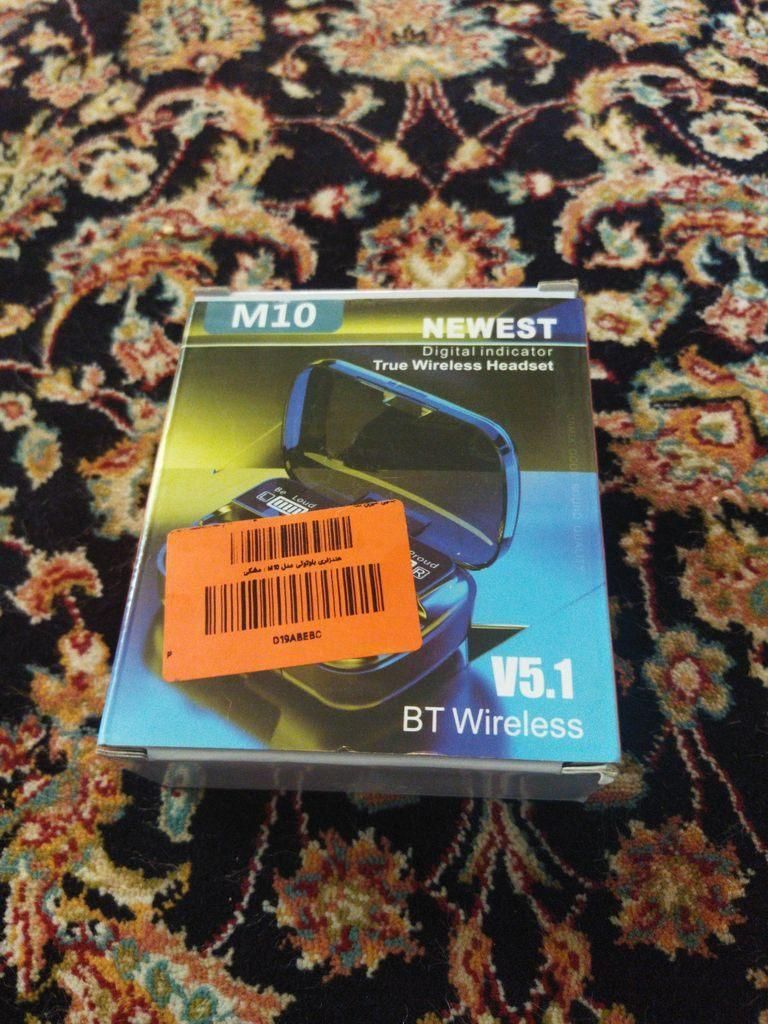 M10
NEWEST
Digital indicator
True Wireless Headset
Be Loud
Proud
R
هندزفری بلوتوثی مدل M10 - مشکی
D19ABEBC
V5.1
BT Wireless